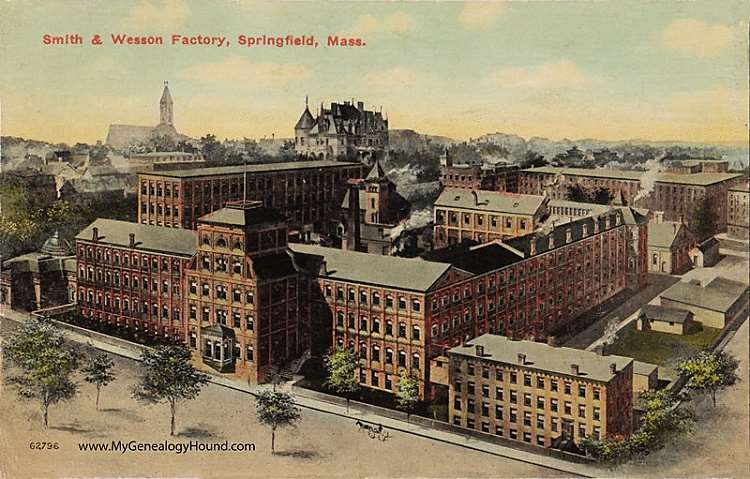 Smith & Wesson Factory, Springfield, Mass.
62796
www.MyGenealogyHound.com